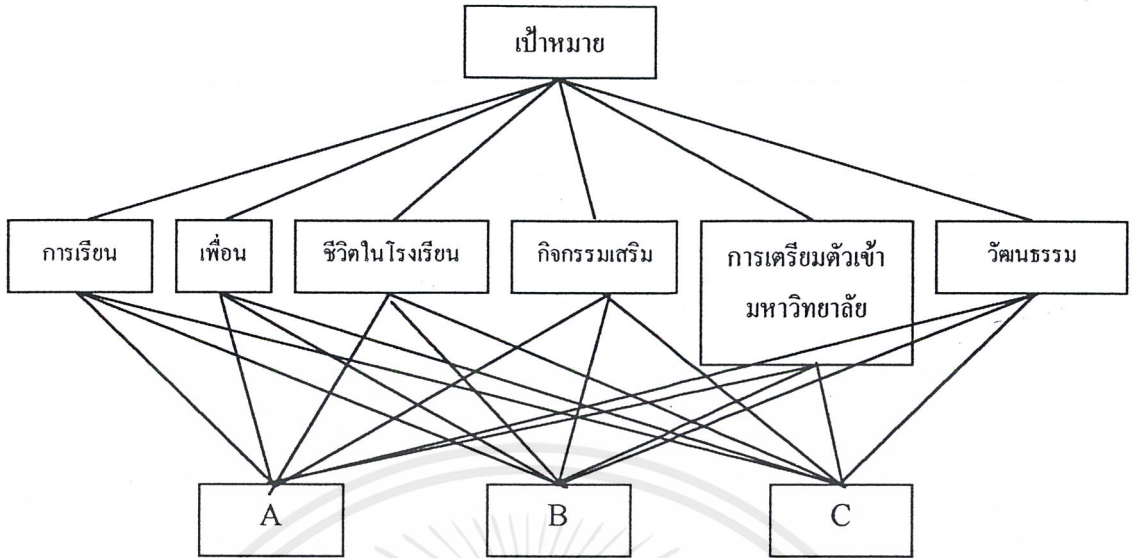 เป้าหมาย
การเรียน
เพื่อน
ชีวิตในโรงเรียน
กิจกรรมเสริม
การเตรียมตัวเข้า
มหาวิทยาลัย
วัฒนธรรม
A
B
C